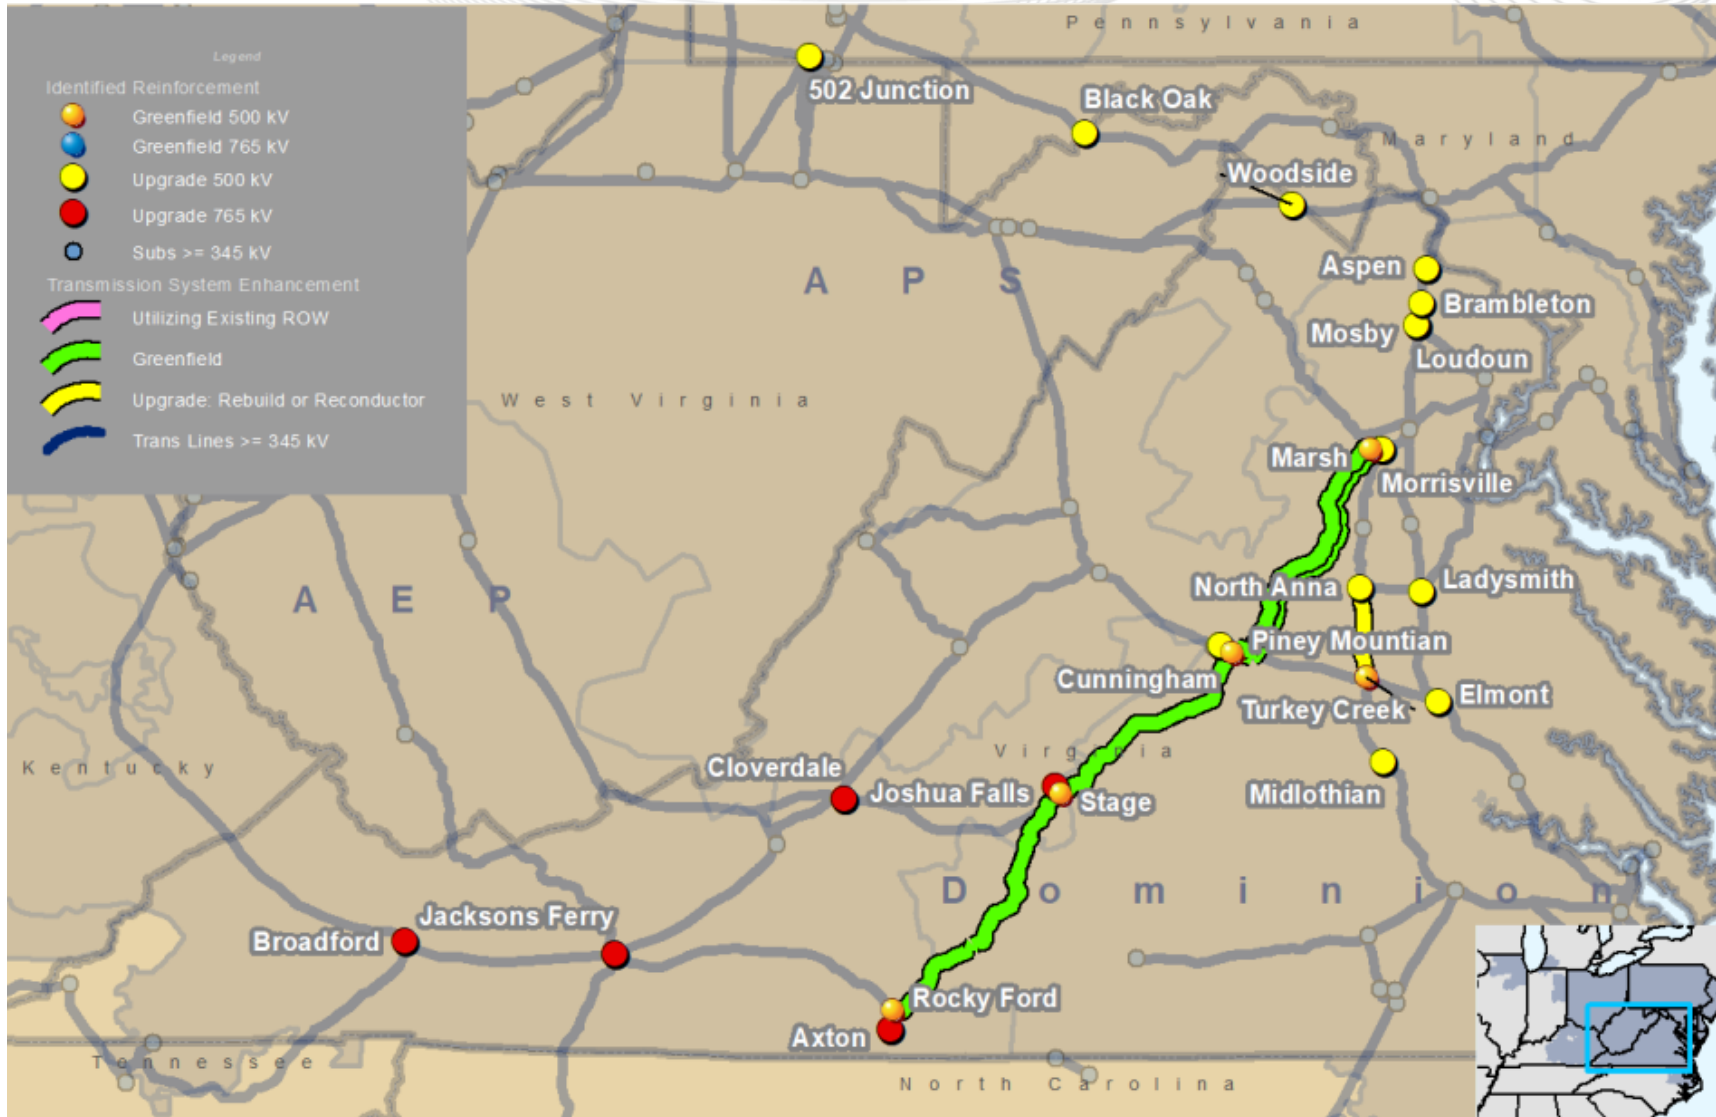 Legend
Identified Reinforcement
Greenfield 500 kV
Greenfield 765 kV
Upgrade 500 kV
Upgrade 765 kV
Subs >= 345 kV
Transmission System Enhancement
Utilizing Existing ROW
Greenfield
Upgrade: Rebuild or Reconductor
Trans Lines >= 345 kV
Pennsylvania
502 Junction
Black Oak
Maryland
Woodside
Aspen
APS
Brambleton
Mosby
Loudoun
West Virginia
Marsh
Morrisville
North Anna
Ladysmith
AEP
Piney Mountian
Cunningham
Elmont
Turkey Creek
Virginia
Kentucky
Cloverdale
Joshua Falls
Stage
Midlothian
Dominion
Jacksons Ferry
Broadford
Rocky Ford
Axton
Tennessee
North Carolina